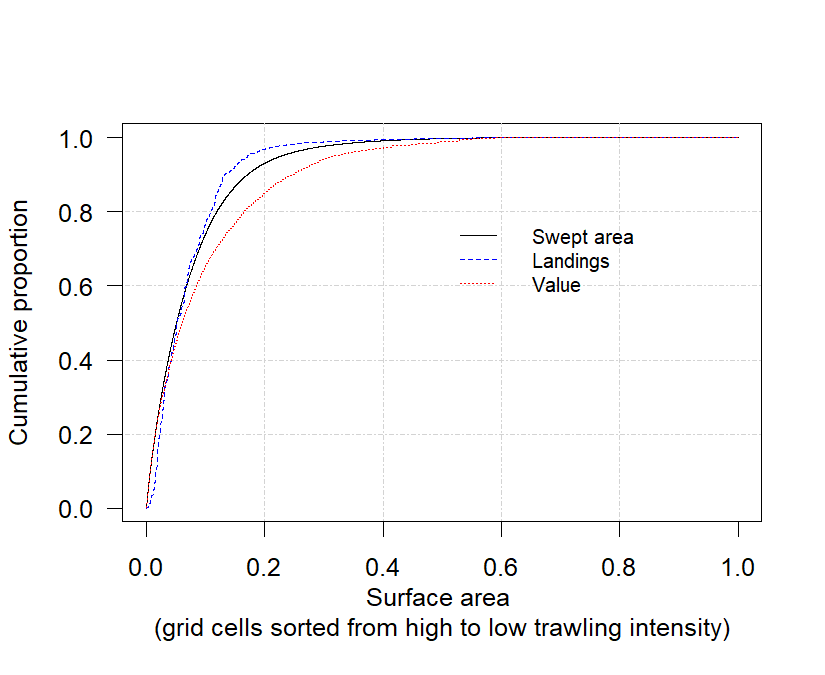 Cumulative proportion
1.0
0.8
0.6
0.4
0.2
0.0
Swept area
Landings
Value
0.0 0.2 0.4 0.6 0.8 1.0
Surface area
(grid cells sorted from high to low trawling intensity)